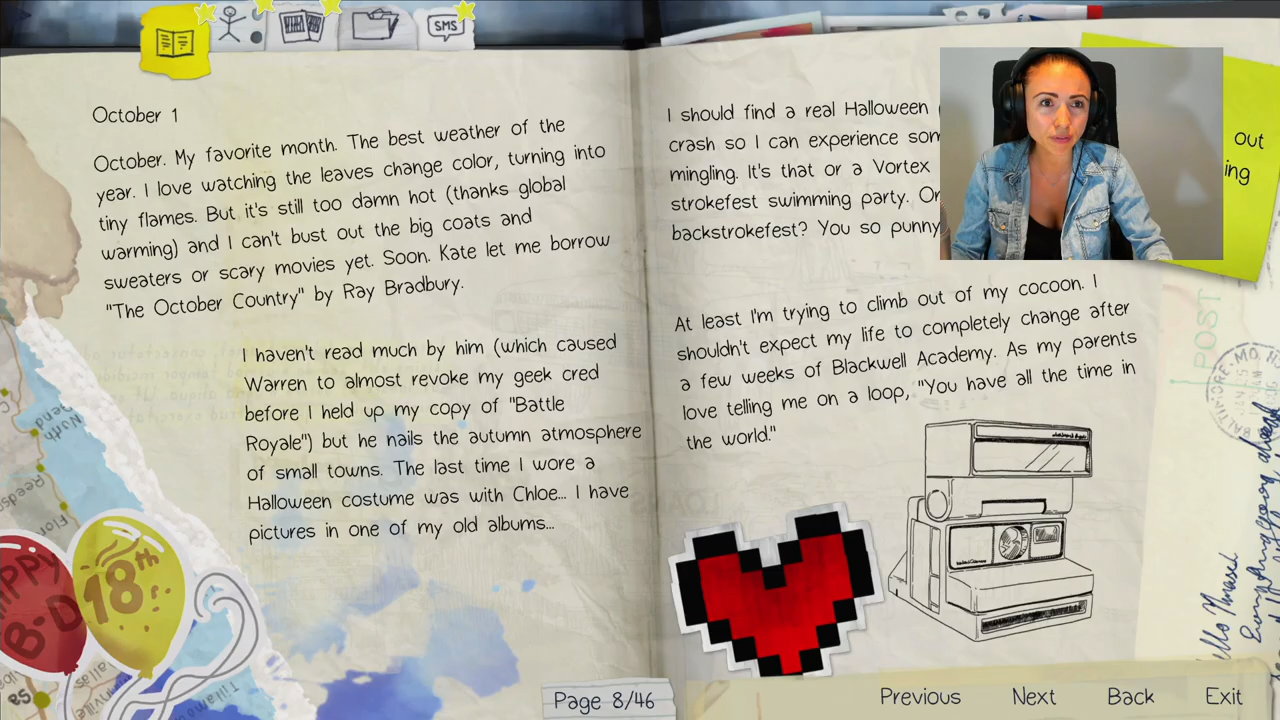 SMS
October 1
October. My favorite month. The best weather of the
year. I love watching the leaves change color, turning into
tiny flames. But it's still too damn hot (thanks global
warming) and I can't bust out the big coats and
sweaters or scary movies yet. Soon. Kate let me borrow
"The October Country" by Ray Bradbury.
I haven't read much by him (which caused
Warren to almost revoke my geek cred
before I held up my copy of "Battle
Royale") but he nails the autumn atmosphere
of small towns. The last time I wore a
Halloween costume was with Chloe... I have
pictures in one of my old albums...
I should find a real Halloween
crash so I can experience
mingling. It's that or a Vortex
strokefest swimming party. Or
backstrokefest? You so punny
At least I'm trying to climb out of my cocoon. I
shouldn't expect my life to completely change after
a few weeks of Blackwell Academy. As my parents
love telling me on a loop, "You have all the time in
the world."
out
ing
POST
BALTIMORE, MD.
North
Bend
B-D
18th
Page 8/46
Previous Next Back Exit